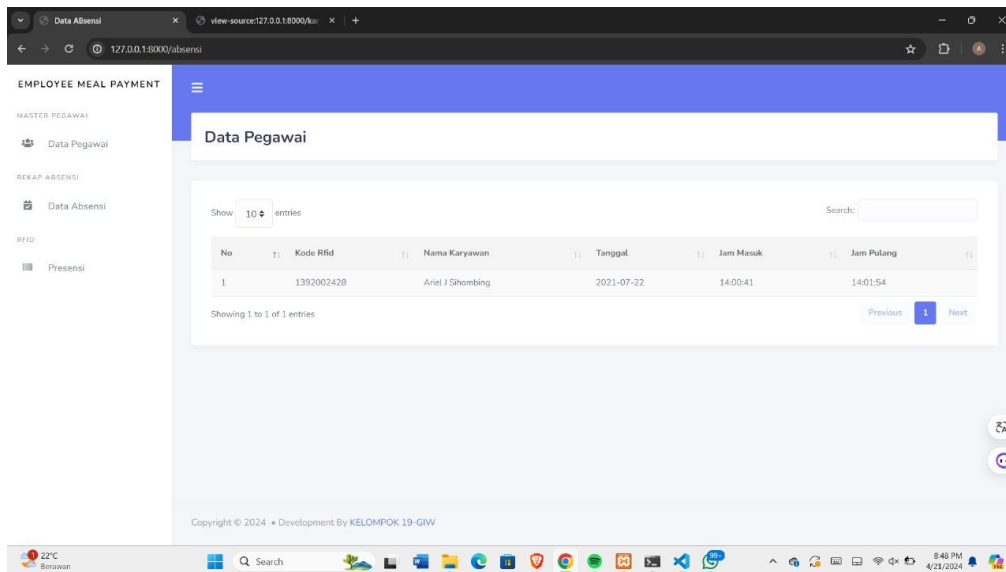 Data ABsensi
view-source:127.0.0.1:8000/kar
127.0.0.1:8000/absensi
A
EMPLOYEE MEAL PAYMENT
MASTER PEGAWAI
Data Pegawai
REKAP ABSENSI
Data Absensi
RFID
Presensi
Data Pegawai
Show 10 entries
Search:
No Kode Rfid Nama Karyawan Tanggal Jam Masuk Jam Pulang
1 1392002428 Ariel J Sihombing 2021-07-22 14:00:41 14:01:54
Showing 1 to 1 of 1 entries
Previous 1 Next
Copyright © 2024 • Development By KELOMPOK 19-GIW
1
22°C
Berawan
Search
99+
8:48 PM
4/21/2024